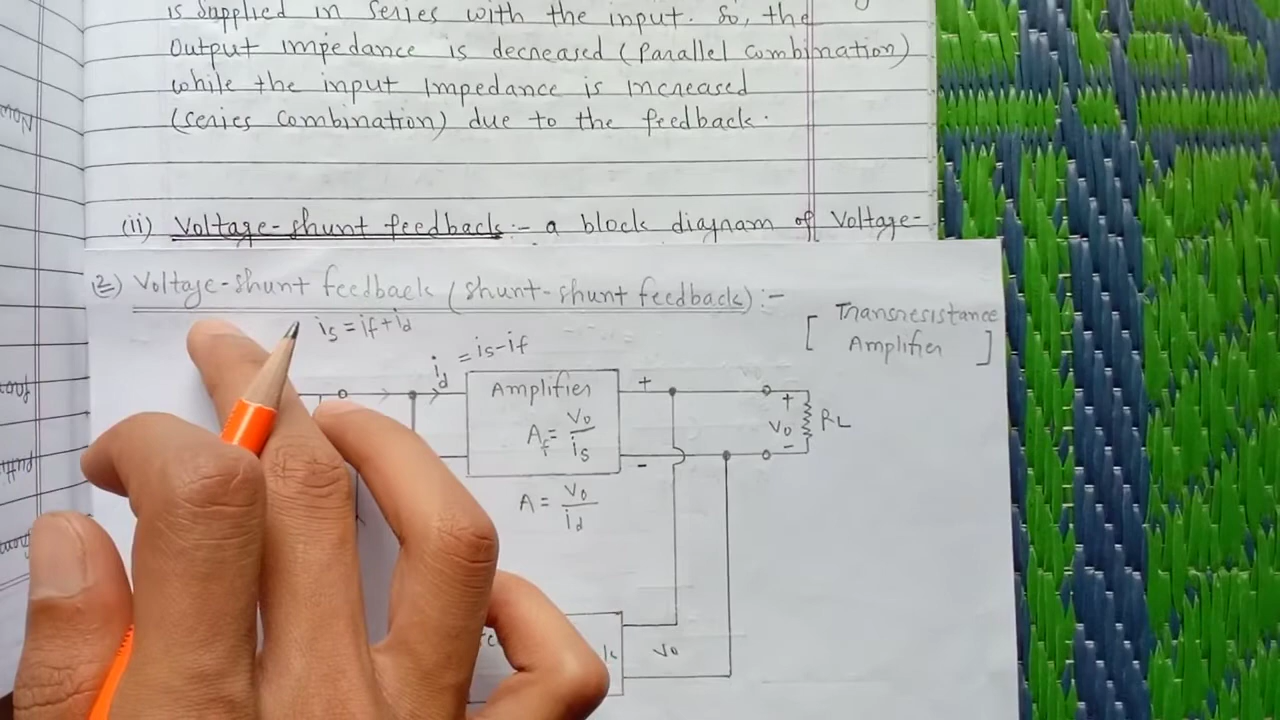 is supplied in series with the input. So, the
output impedance is decreased (parallel combination)
while the input impedance is increased
(series combination) due to the feedback.
(ii) Voltage-shunt feedback:- a block diagram of Voltage-
2) Voltage-shunt feedback (shunt-shunt feedback):-
[ Transresistance
Amplifier ]
is = if + id
id = is - if
Amplifier
Af = Vo/is
A = Vo/id
+
-
+
Vo
-
RL
Vo